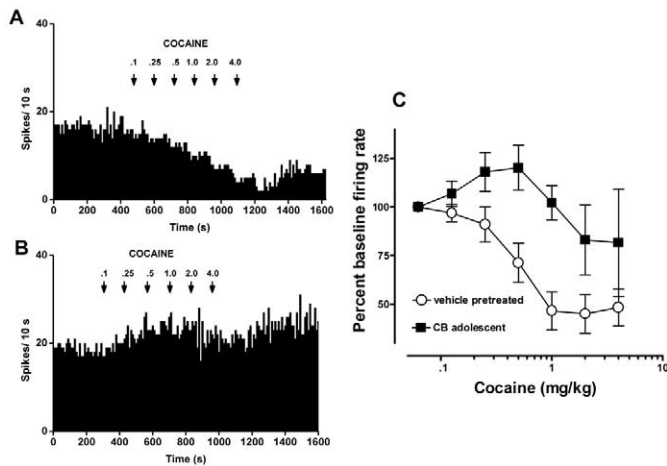 A
40
20
0
Spikes/ 10 s
COCAINE
.1 .25 .5 1.0 2.0 4.0
0 200 400 600 800 1000 1200 1400 1600
Time (s)
B
40
20
0
Spikes/ 10 s
COCAINE
.1 .25 .5 1.0 2.0 4.0
0 200 400 600 800 1000 1200 1400 1600
Time (s)
C
125
100
75
50
Percent baseline firing rate
vehicle pretreated
CB adolescent
.1 1 10
Cocaine (mg/kg)